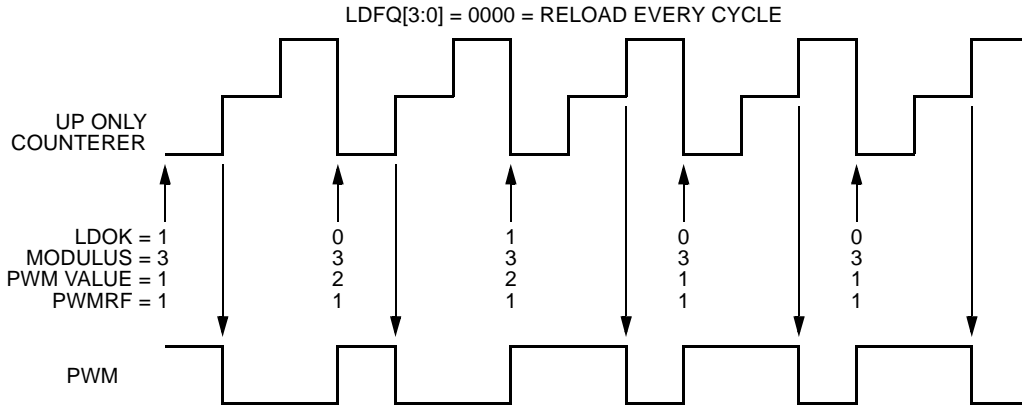 LDFQ[3:0] = 0000 = RELOAD EVERY CYCLE
UP ONLY
COUNTERER
LDOK = 1 0 1 0 0
MODULUS = 3 3 3 3 3
PWM VALUE = 1 2 2 1 1
PWMRF = 1 1 1 1 1
PWM